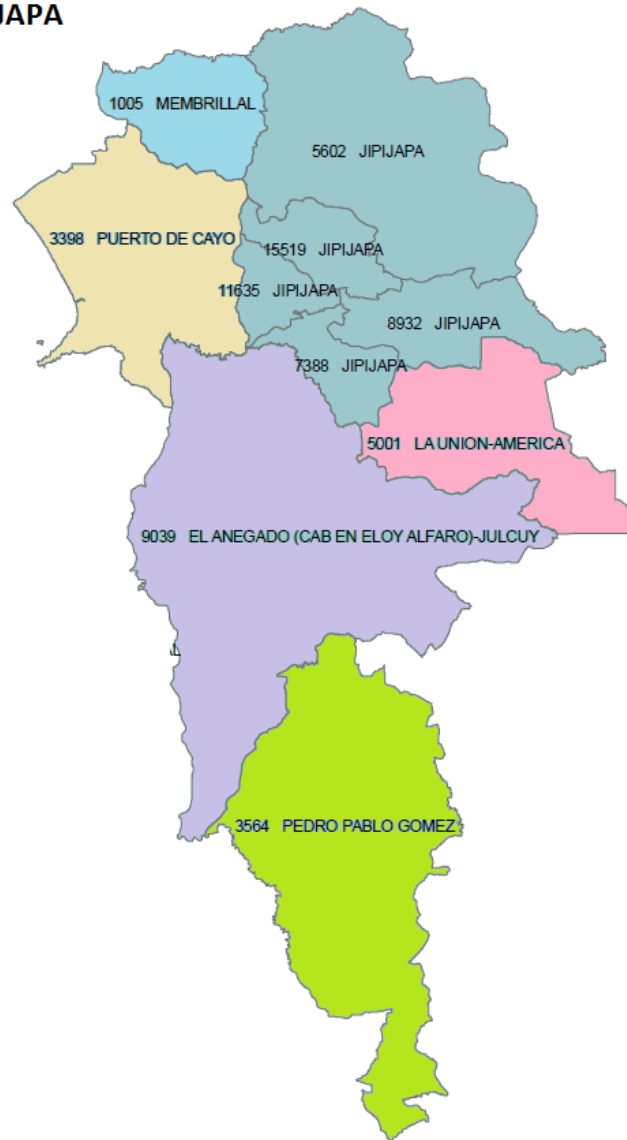 JAPA
1005 MEMBRILLAL
5602 JIPIJAPA
3398 PUERTO DE CAYO
15519 JIPIJAPA
11635 JIPIJAPA
8932 JIPIJAPA
7388 JIPIJAPA
5001 LA UNION-AMERICA
9039 EL ANEGADO (CAB EN ELOY ALFARO)-JULCUY
AL
3564 PEDRO PABLO GOMEZ